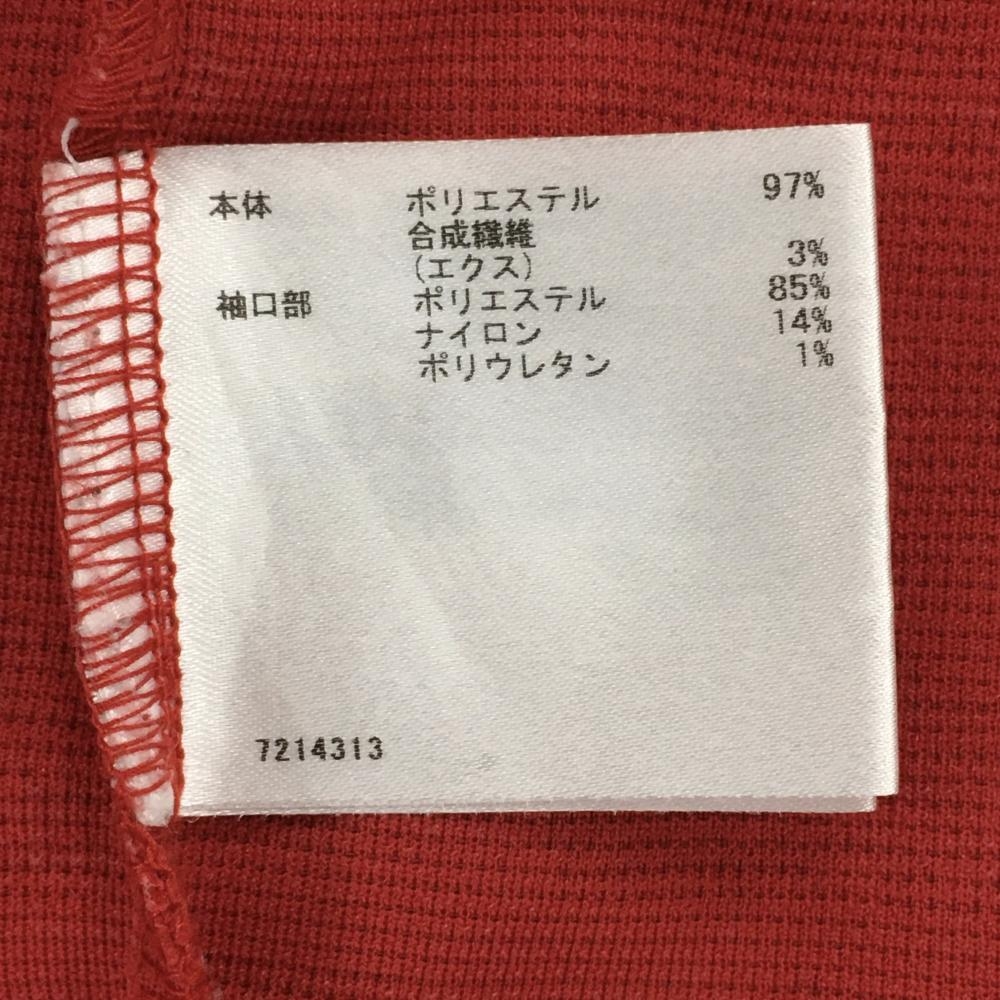 本体 ポリエステル 97%
合成繊維
(エクス) 3%
袖口部 ポリエステル 85%
ナイロン 14%
ポリウレタン 1%
7214313